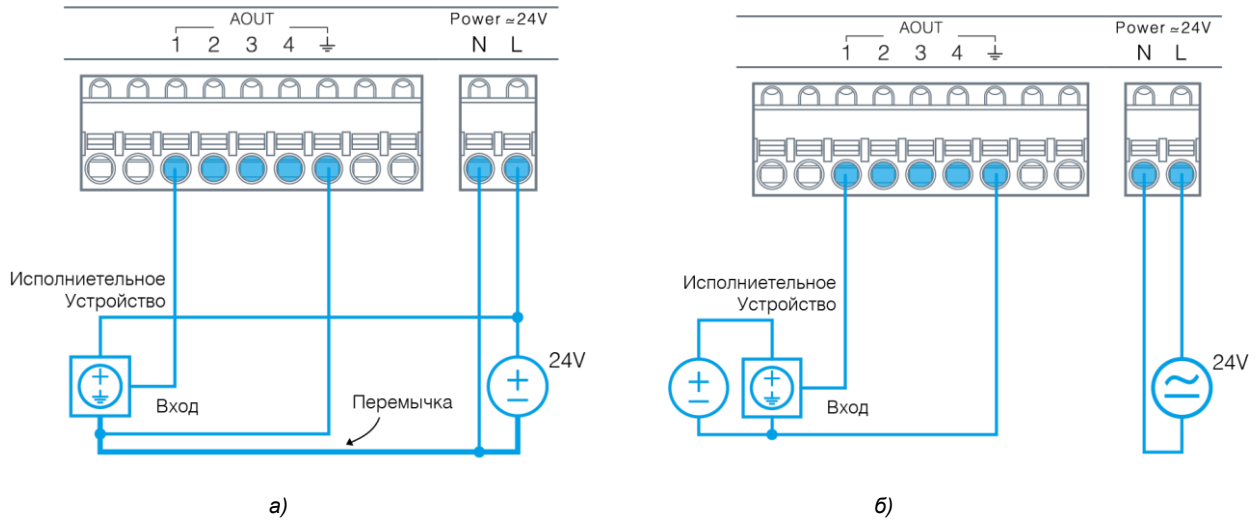 AOUT
1 2 3 4 ⏚
Power ≃24V
N L
Исполниетельное
Устройство
Вход
Перемычка
24V
+
−
+
⏚
а)
AOUT
1 2 3 4 ⏚
Power ≃24V
N L
Исполниетельное
Устройство
Вход
24V
+
−
+
⏚
≃
б)